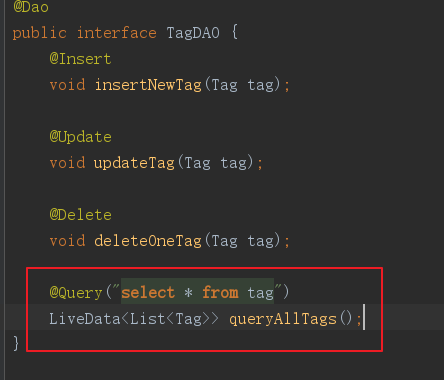 @Dao
public interface TagDAO {
@Insert
void insertNewTag(Tag tag);
@Update
void updateTag(Tag tag);
@Delete
void deleteOneTag(Tag tag);
@Query("select * from tag")
LiveData<List<Tag>> queryAllTags();
}